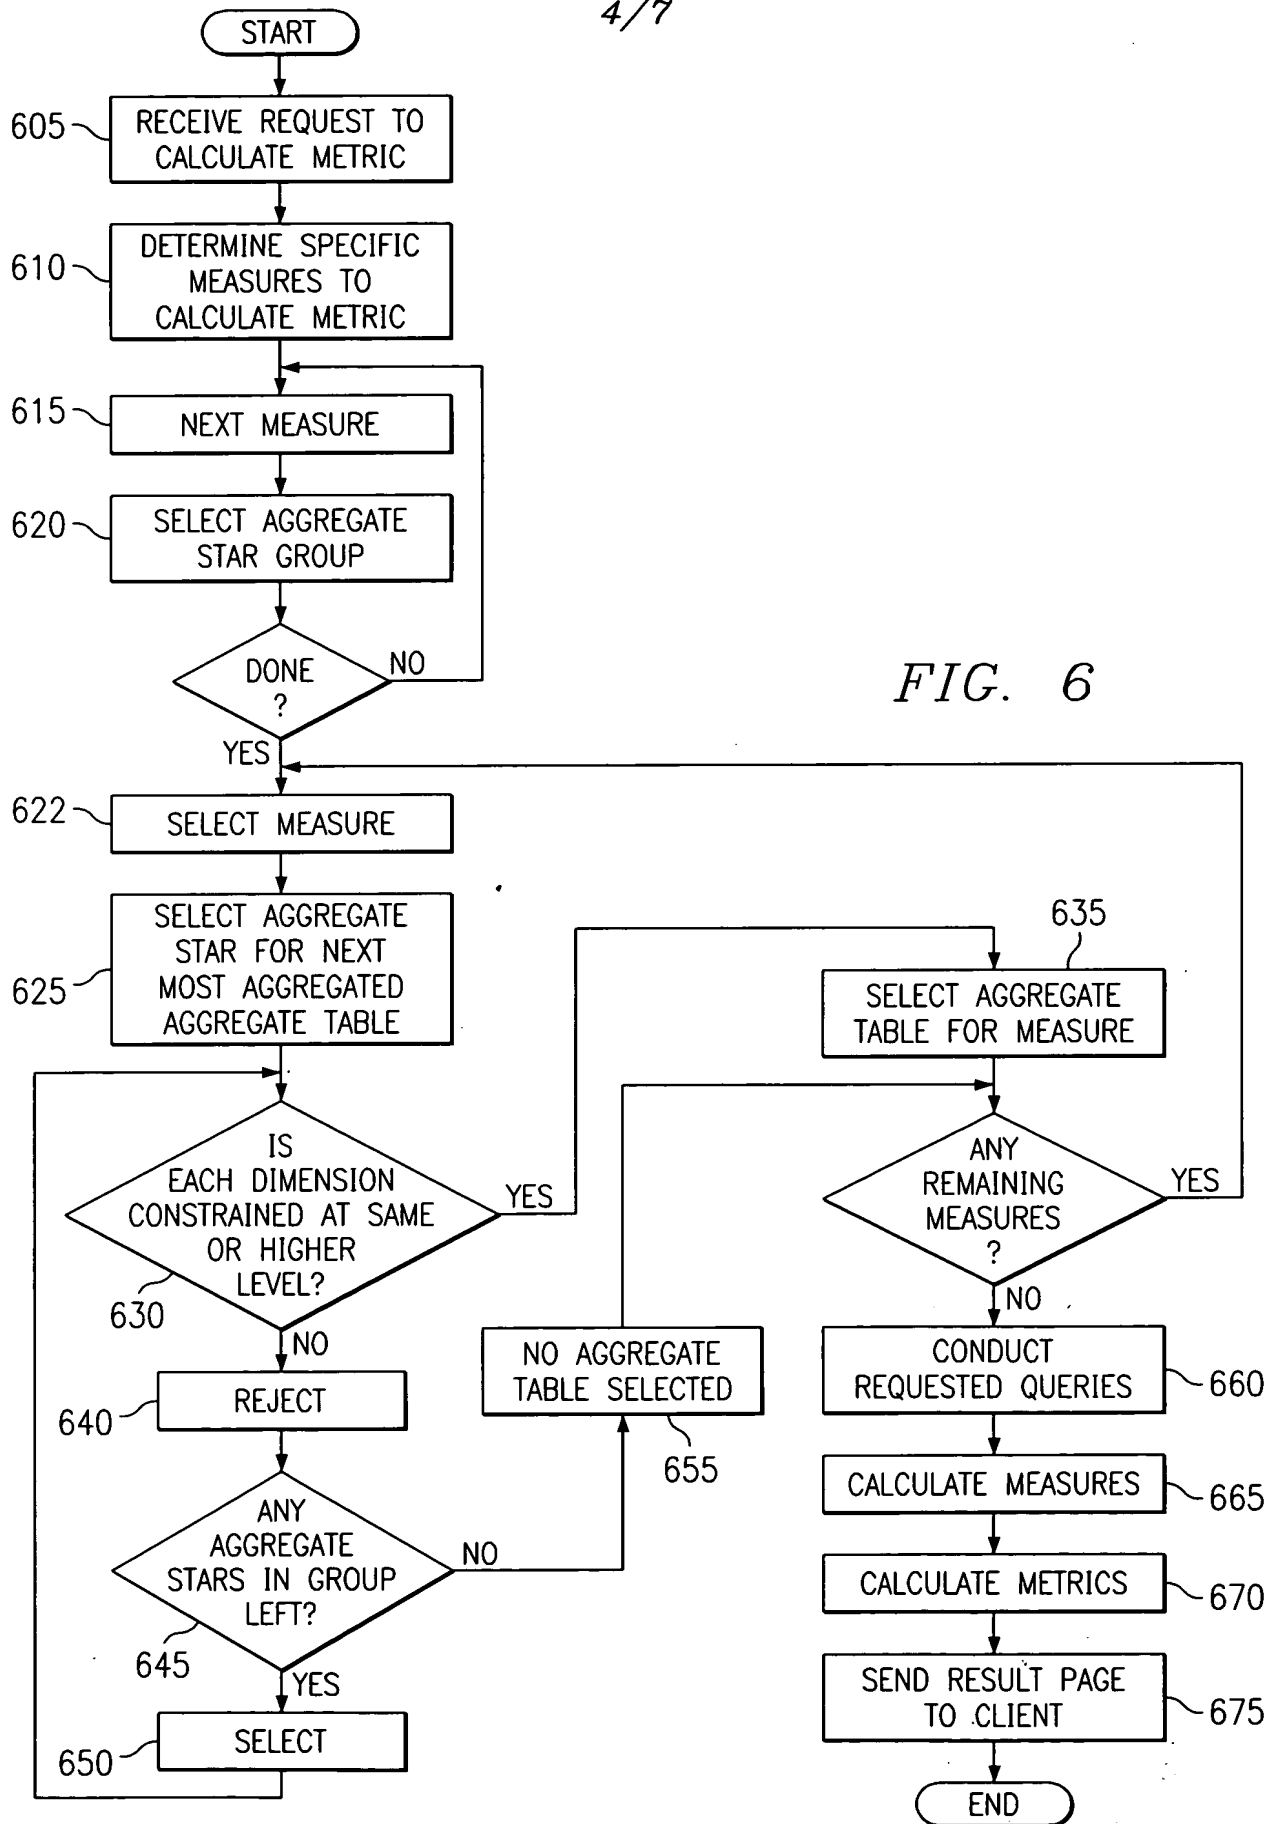 4/7
START
605
RECEIVE REQUEST TO
CALCULATE METRIC
610
DETERMINE SPECIFIC
MEASURES TO
CALCULATE METRIC
615
NEXT MEASURE
620
SELECT AGGREGATE
STAR GROUP
DONE
?
NO
YES
FIG. 6
622
SELECT MEASURE
625
SELECT AGGREGATE
STAR FOR NEXT
MOST AGGREGATED
AGGREGATE TABLE
IS
EACH DIMENSION
CONSTRAINED AT SAME
OR HIGHER
LEVEL?
630
YES
NO
635
SELECT AGGREGATE
TABLE FOR MEASURE
640
REJECT
ANY
AGGREGATE
STARS IN GROUP
LEFT?
645
NO
YES
650
SELECT
NO AGGREGATE
TABLE SELECTED
655
ANY
REMAINING
MEASURES
?
YES
NO
CONDUCT
REQUESTED QUERIES
660
CALCULATE MEASURES
665
CALCULATE METRICS
670
SEND RESULT PAGE
TO CLIENT
675
END